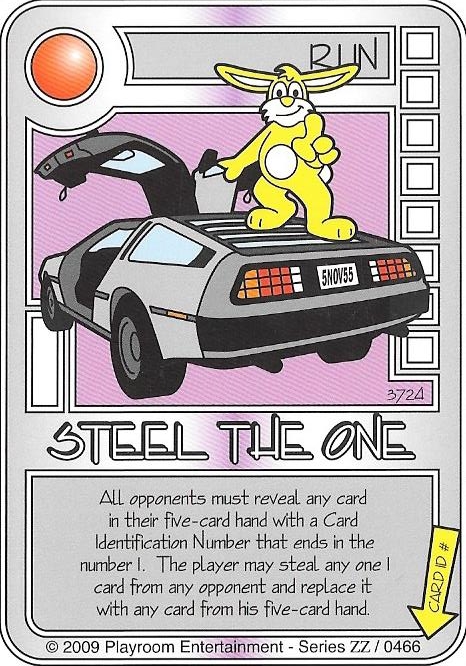 RUN
5NOV55
3724
STEEL THE ONE
All opponents must reveal any card
in their five-card hand with a Card
Identification Number that ends in the
number 1. The player may steal any one 1
card from any opponent and replace it
with any card from his five-card hand.
CARD ID #
© 2009 Playroom Entertainment - Series ZZ / 0466